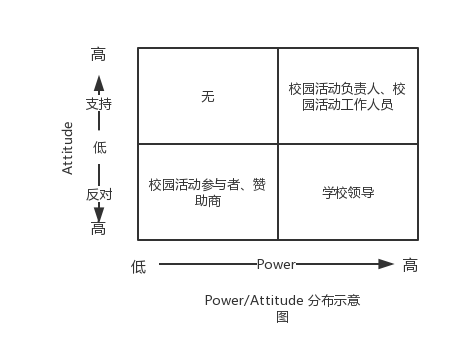 高
支持
Attitude
低
反对
高
无
校园活动负责人、校
园活动工作人员
校园活动参与者、赞
助商
学校领导
低
Power
高
Power/Attitude 分布示意
图